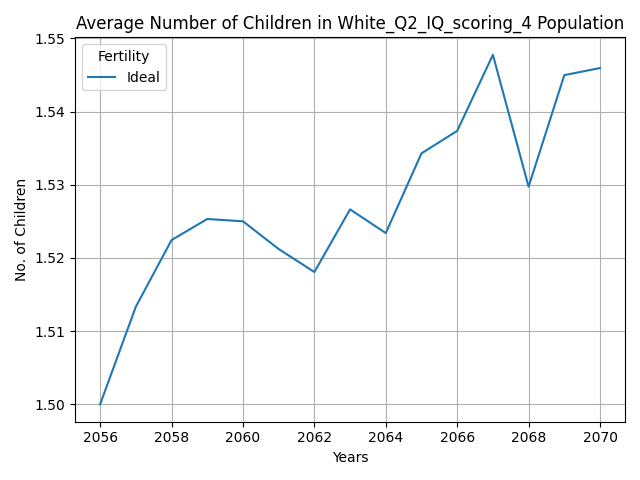 Average Number of Children in White_Q2_IQ_scoring_4 Population
1.55
1.54
1.53
1.52
1.51
1.50
No. of Children
Fertility
Ideal
2056 2058 2060 2062 2064 2066 2068 2070
Years